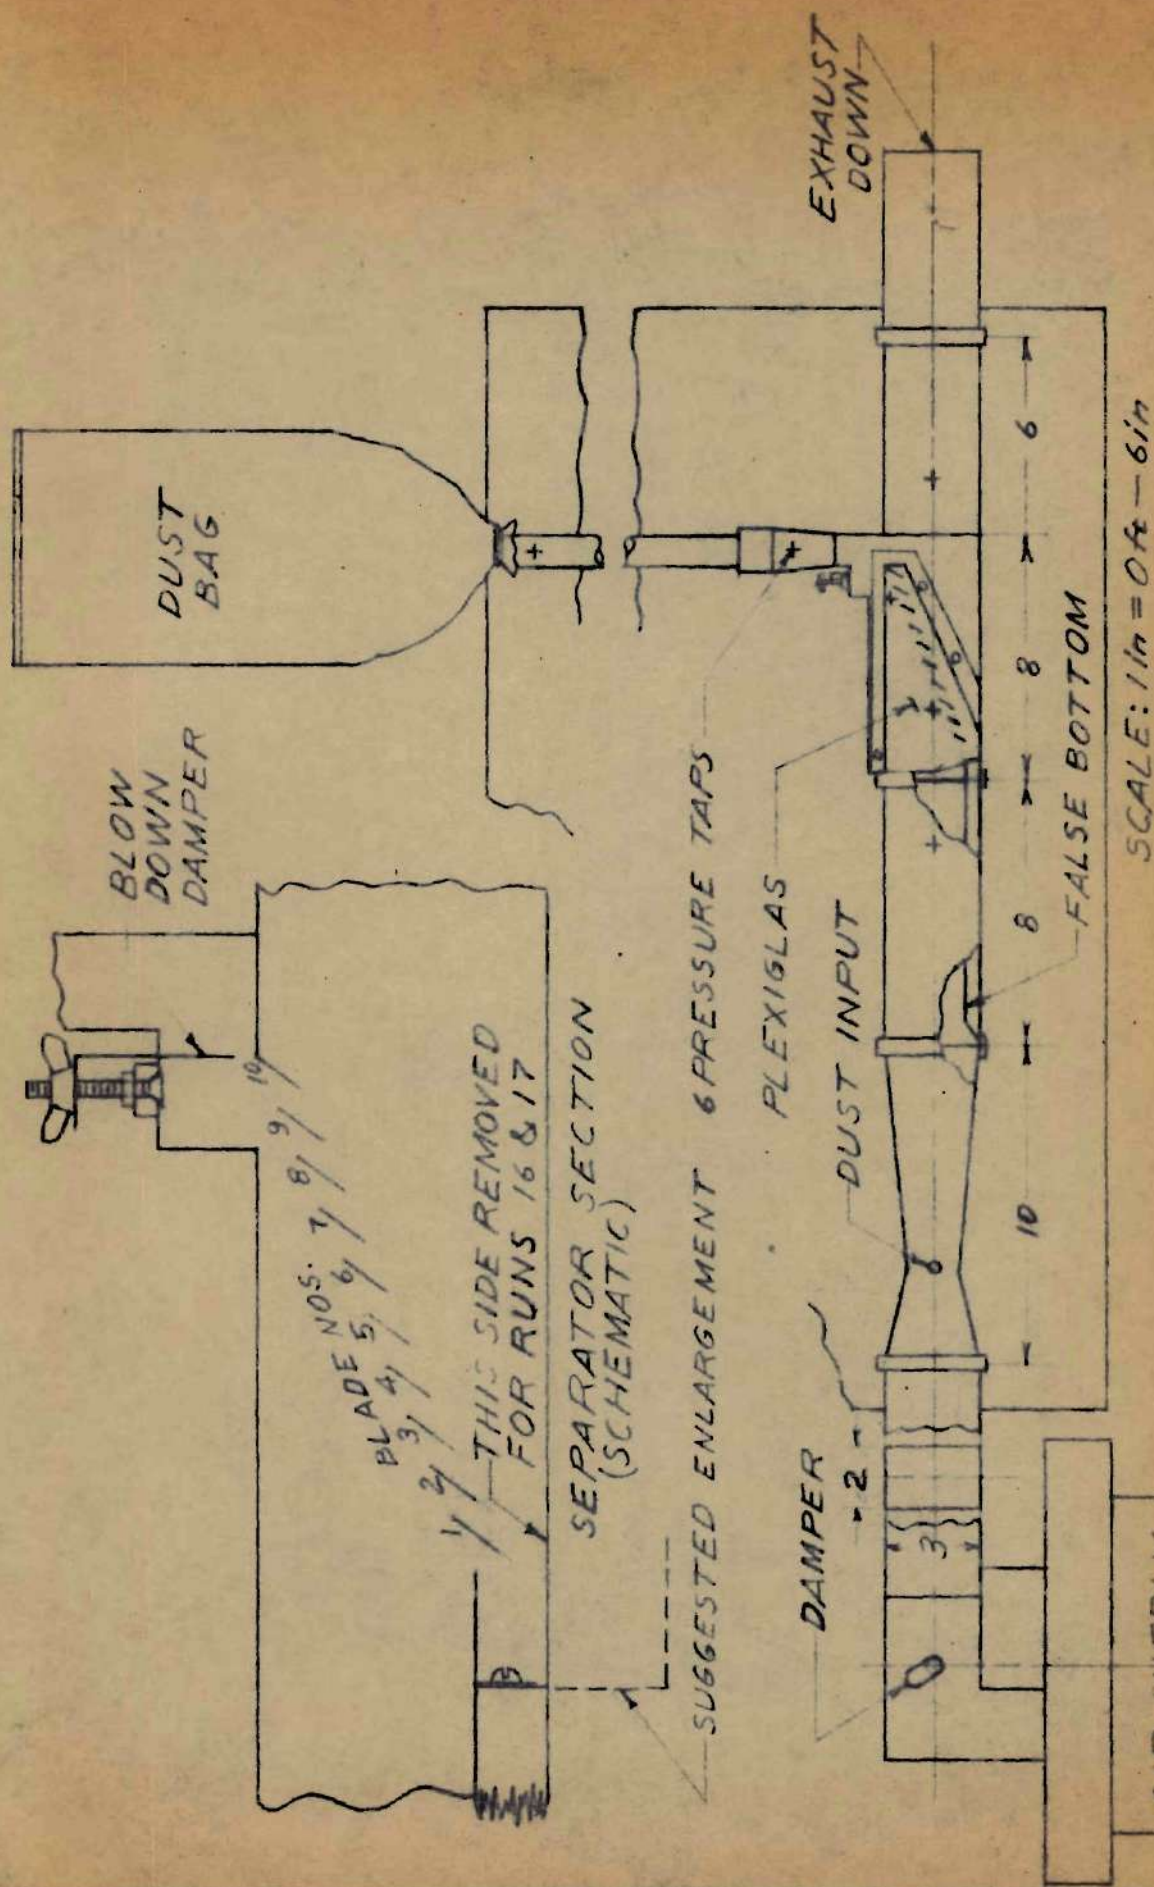 BLOW
DOWN
DAMPER
DUST
BAG
EXHAUST
DOWN
BLADE NOS.
1 2 3 4 5 6 7 8 9 10
THIS SIDE REMOVED
FOR RUNS 16 & 17
SEPARATOR SECTION
(SCHEMATIC)
SUGGESTED ENLARGEMENT
6 PRESSURE TAPS
PLEXIGLAS
DUST INPUT
DAMPER
2
3
10
8
8
6
FALSE BOTTOM
SCALE: 1 in = 0 ft - 6 in